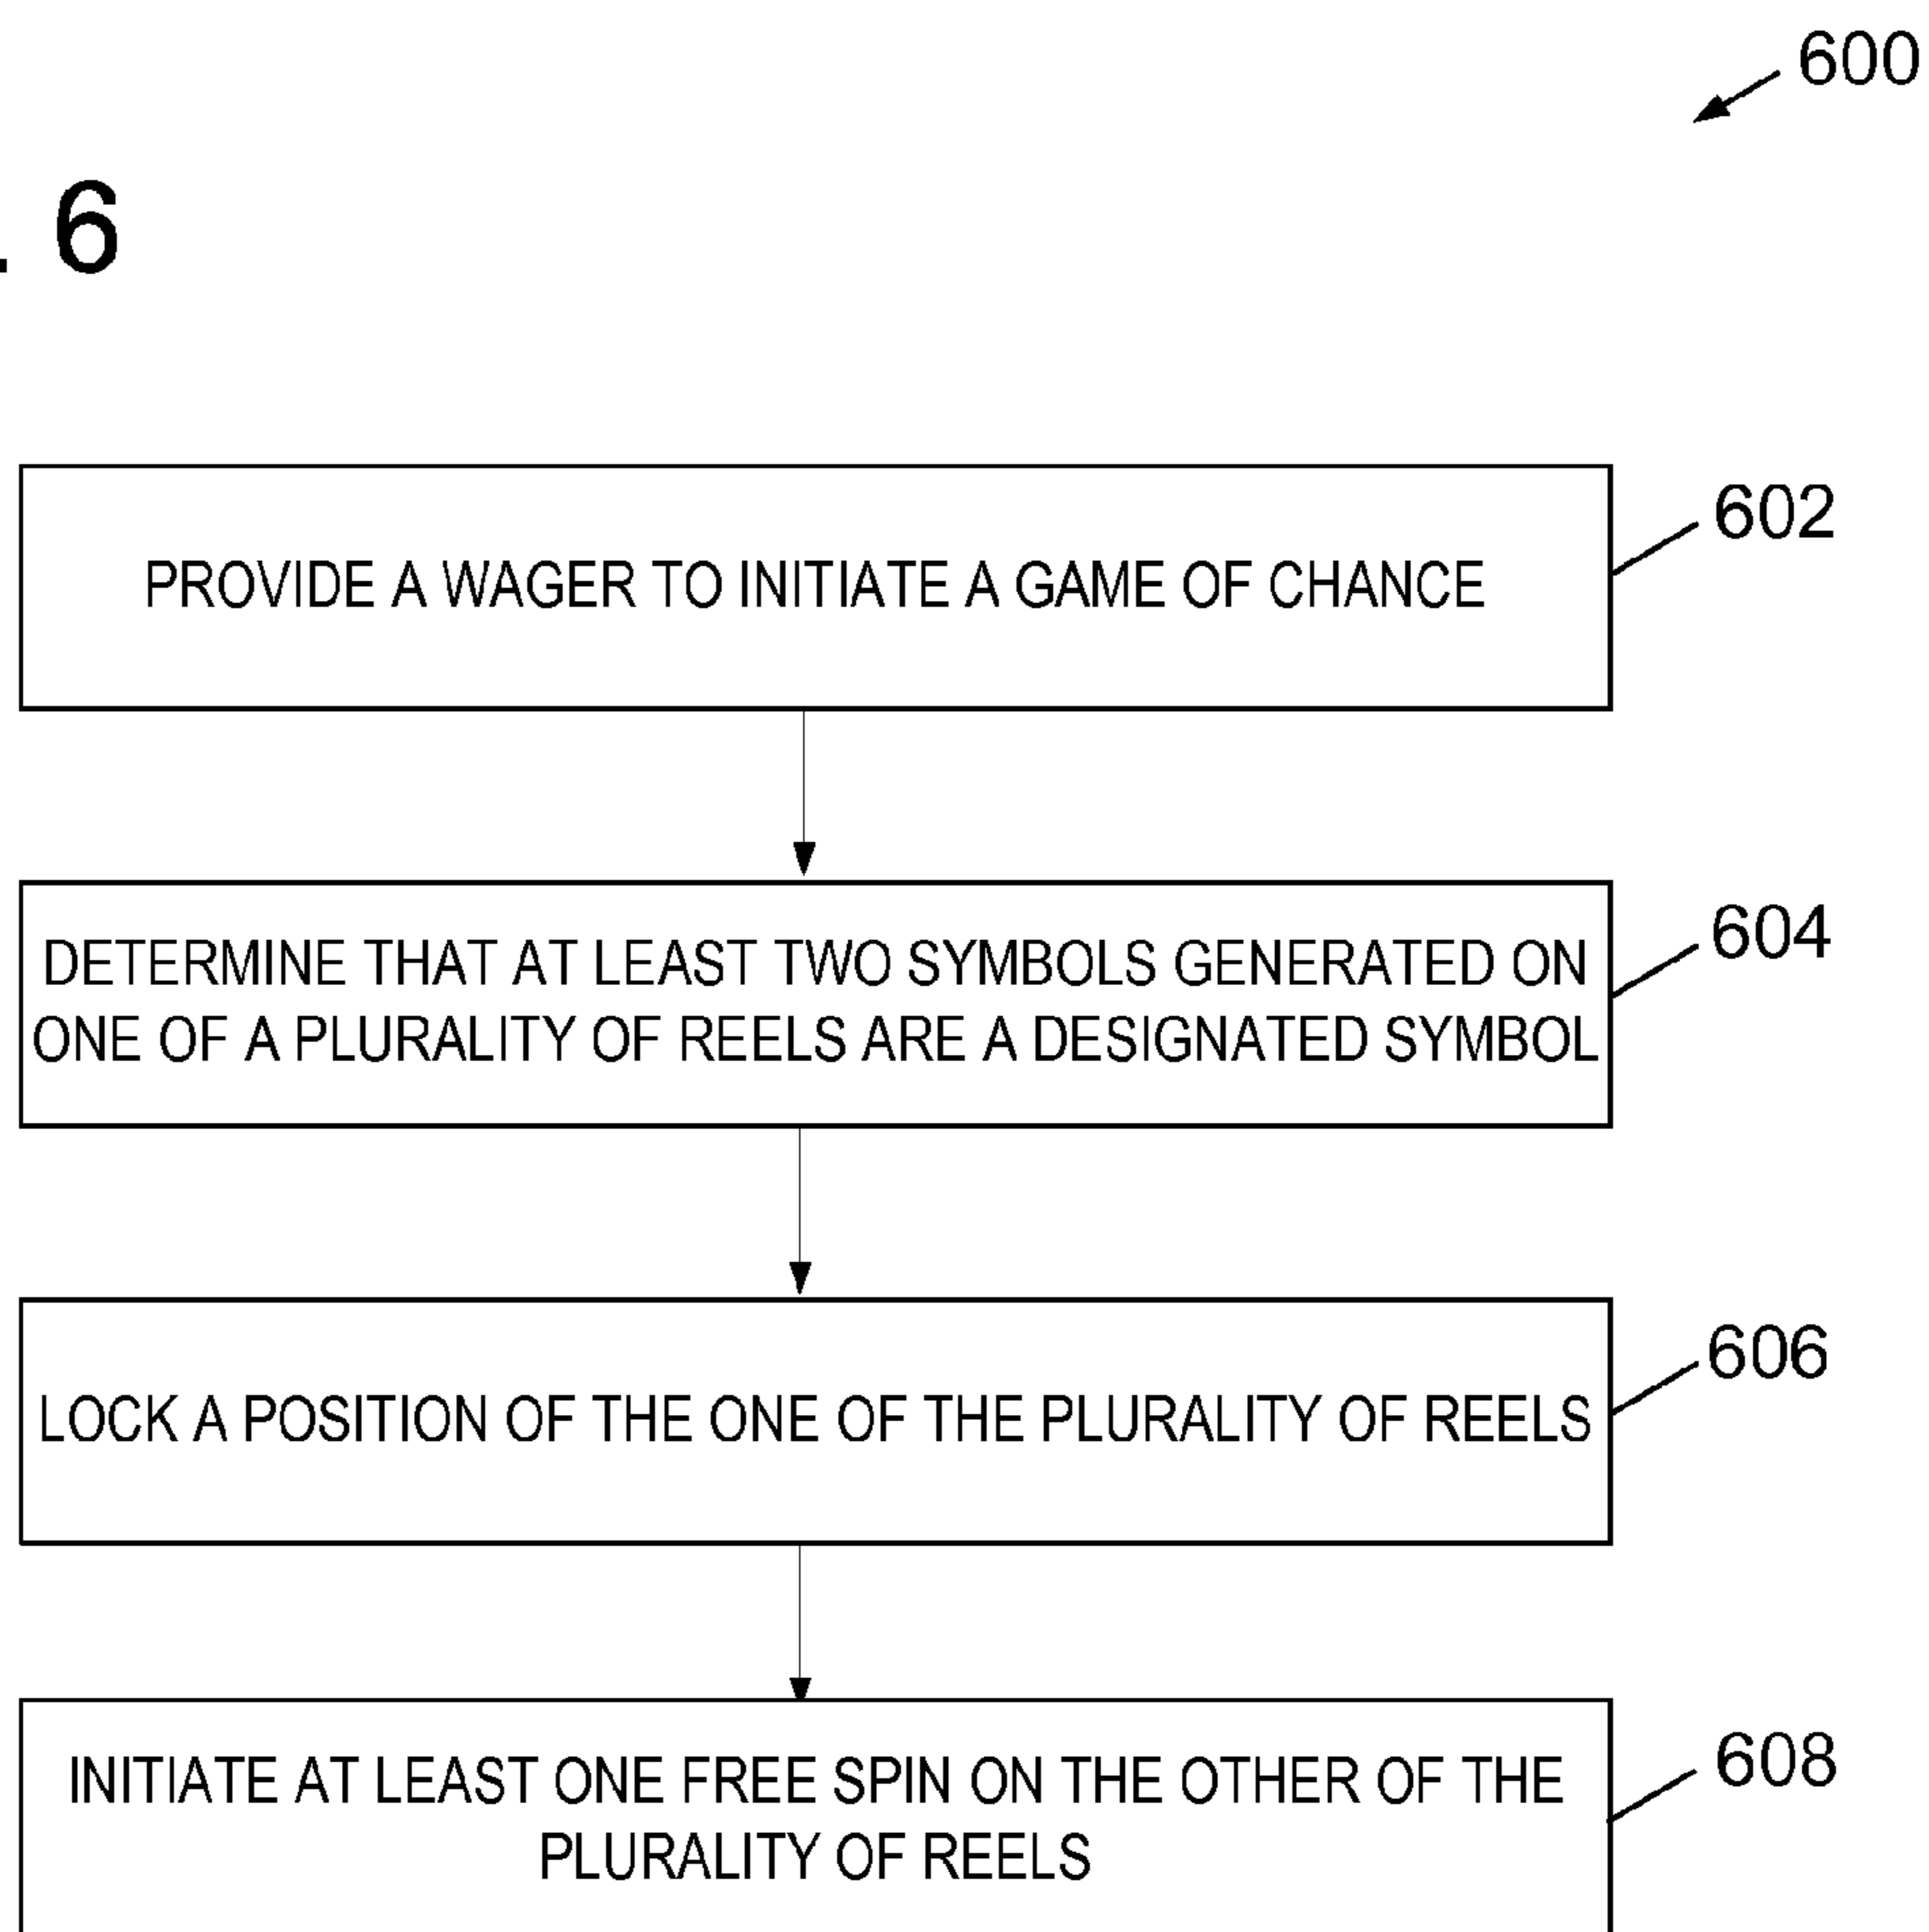 600
. 6
602
PROVIDE A WAGER TO INITIATE A GAME OF CHANCE
604
DETERMINE THAT AT LEAST TWO SYMBOLS GENERATED ON
ONE OF A PLURALITY OF REELS ARE A DESIGNATED SYMBOL
606
LOCK A POSITION OF THE ONE OF THE PLURALITY OF REELS
608
INITIATE AT LEAST ONE FREE SPIN ON THE OTHER OF THE
PLURALITY OF REELS